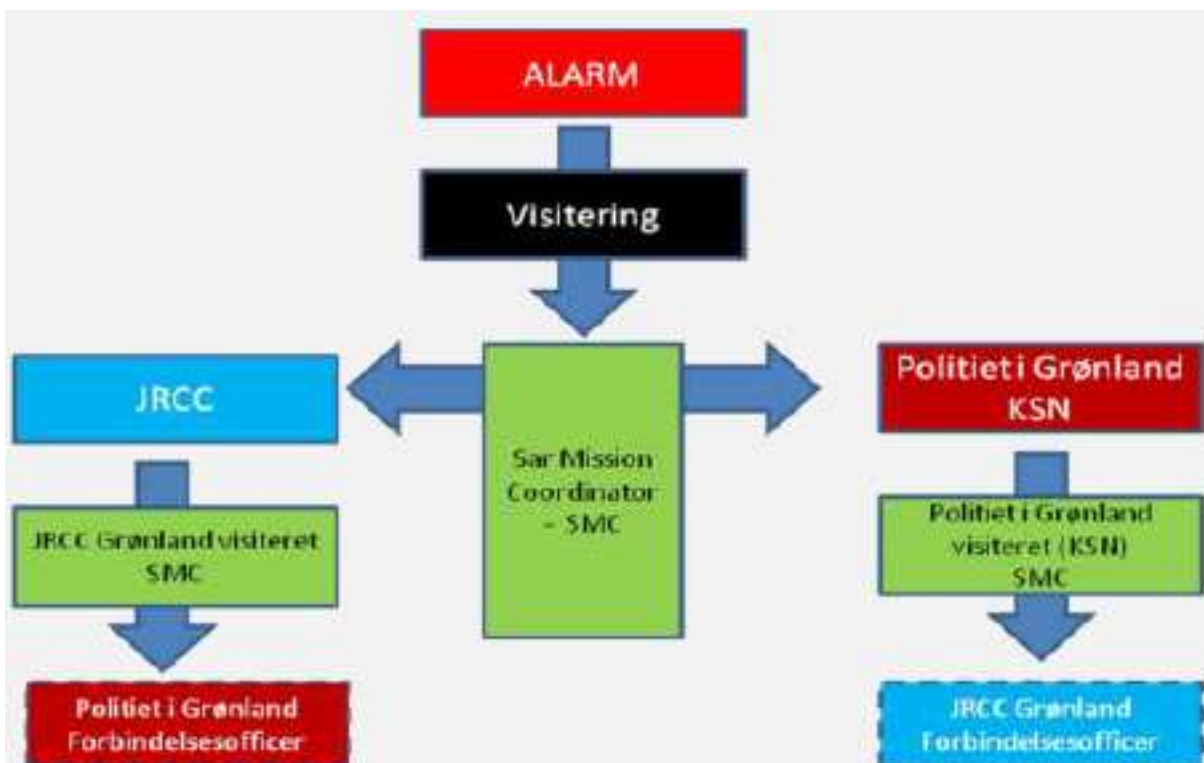 ALARM
Visitering
JRCC
Sar Mission
Coordinator
- SMC
Politiet i Grønland
KSN
JRCC Grønland visiteret
SMC
Politiet i Grønland
visiteret (KSN)
SMC
Politiet i Grønland
Forbindelsesofficer
JRCC Grønland
Forbindelsesofficer